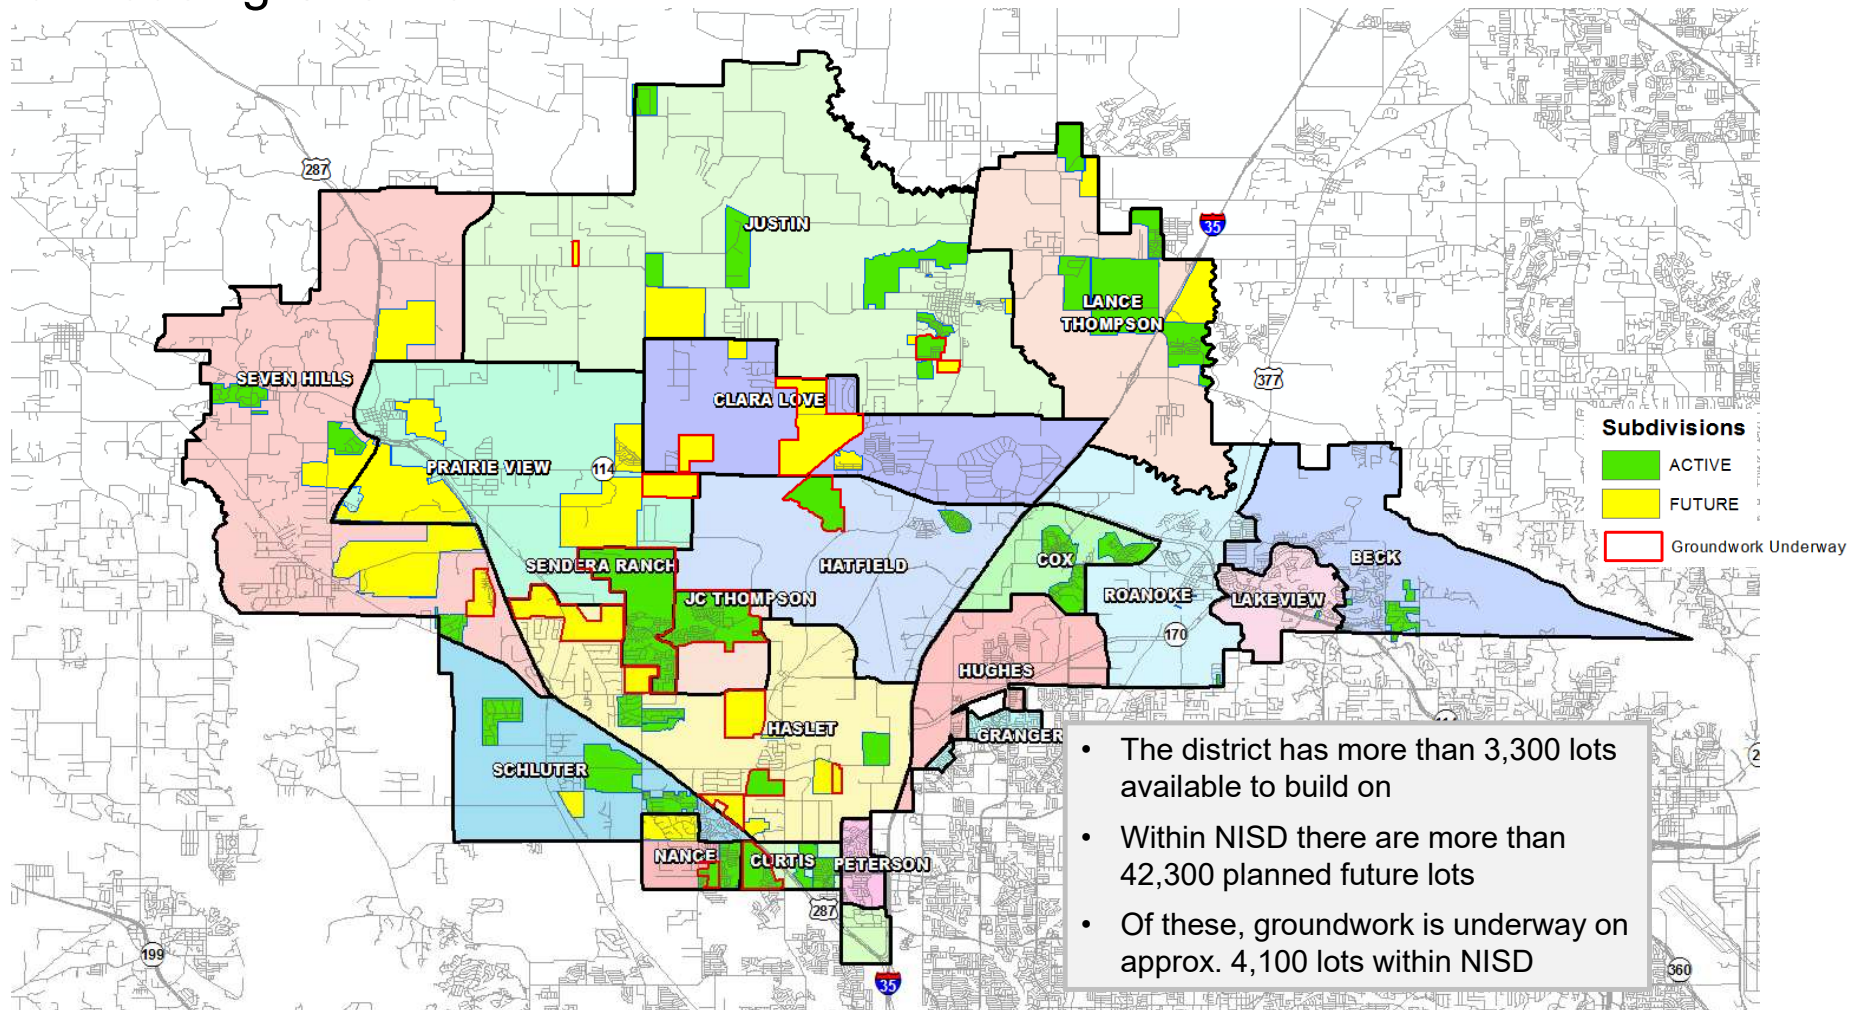 287
JUSTIN
35
LANCE
THOMPSON
SEVEN HILLS
377
CLARA LOVE
Subdivisions
ACTIVE
FUTURE
Groundwork Underway
PRAIRIE VIEW
114
SENDERA RANCH
HATFIELD
COX
BECK
JC THOMPSON
ROANOKE
LAKEVIEW
170
HUGHES
HASLET
GRANGER
SCHLUTER
NANCE
CURTIS
PETERSON
287
199
35
360
• The district has more than 3,300 lots
available to build on
• Within NISD there are more than
42,300 planned future lots
• Of these, groundwork is underway on
approx. 4,100 lots within NISD